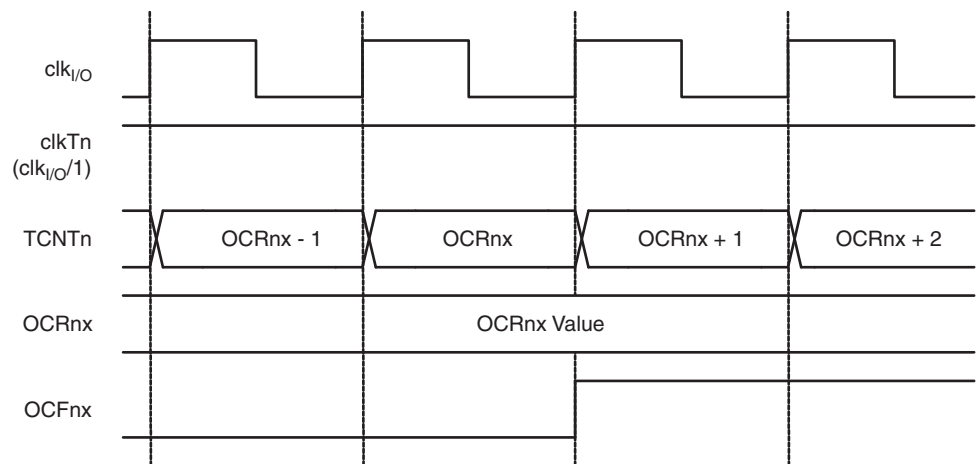 clkI/O
clkTn
(clkI/O/1)
TCNTn
OCRnx - 1
OCRnx
OCRnx + 1
OCRnx + 2
OCRnx
OCRnx Value
OCFnx